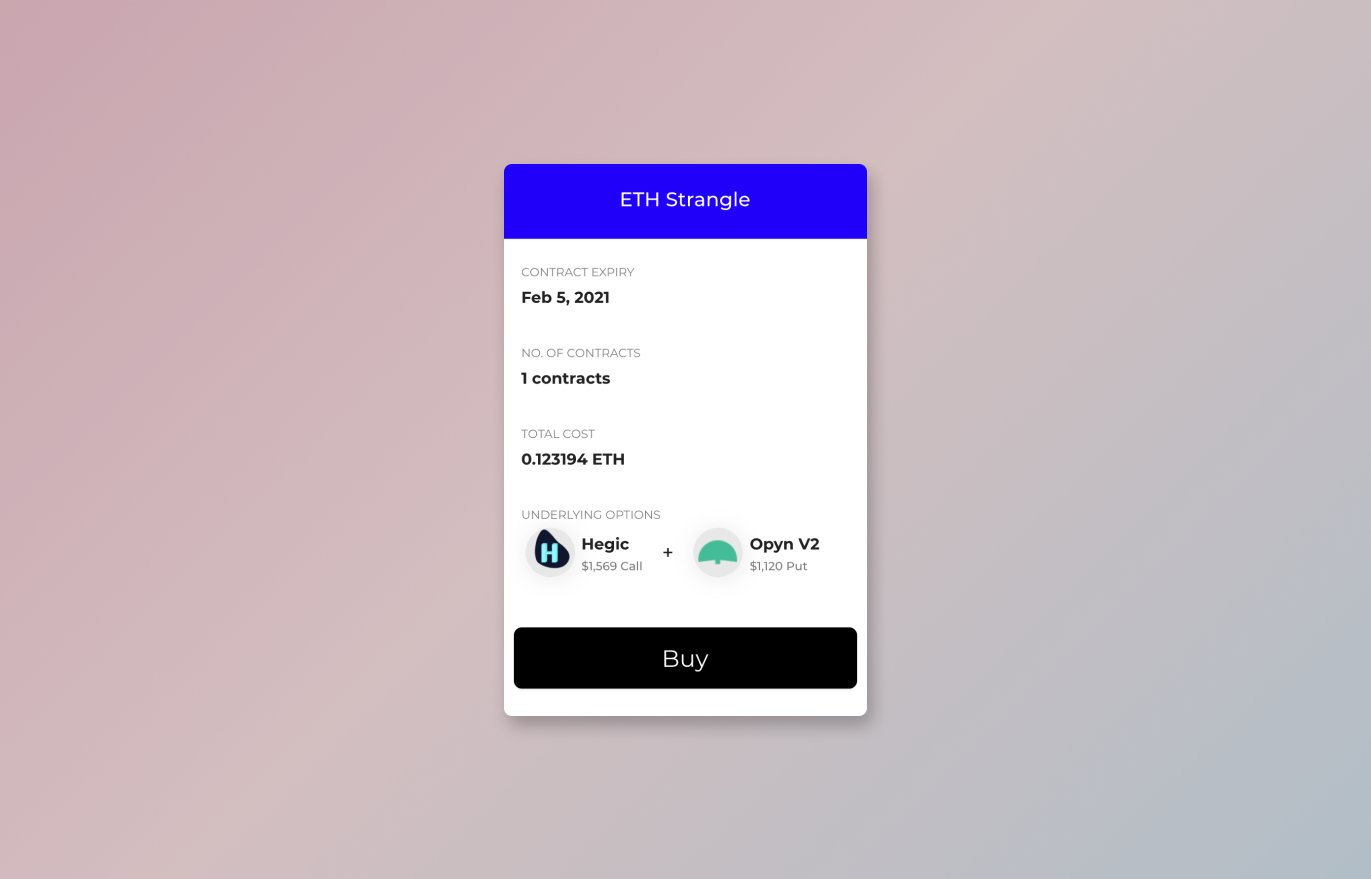 ETH Strangle
CONTRACT EXPIRY
Feb 5, 2021
NO. OF CONTRACTS
1 contracts
TOTAL COST
0.123194 ETH
UNDERLYING OPTIONS
H
Hegic
$1,569 Call
+
Opyn V2
$1,120 Put
Buy